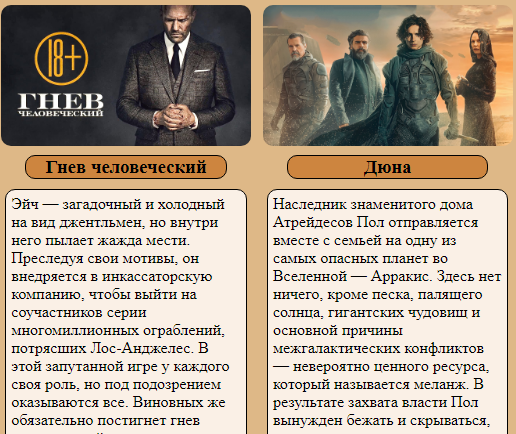 18+
ГНЕВ
ЧЕЛОВЕЧЕСКИЙ
Гнев человеческий
Эйч — загадочный и холодный
на вид джентльмен, но внутри
него пылает жажда мести.
Преследуя свои мотивы, он
внедряется в инкассаторскую
компанию, чтобы выйти на
соучастников серии
многомиллионных ограблений,
потрясших Лос-Анджелес. В
этой запутанной игре у каждого
своя роль, но под подозрением
оказываются все. Виновных же
обязательно постигнет гнев
Дюна
Наследник знаменитого дома
Атрейдесов Пол отправляется
вместе с семьей на одну из
самых опасных планет во
Вселенной — Арракис. Здесь нет
ничего, кроме песка, палящего
солнца, гигантских чудовищ и
основной причины
межгалактических конфликтов
— невероятно ценного ресурса,
который называется меланж. В
результате захвата власти Пол
вынужден бежать и скрываться,